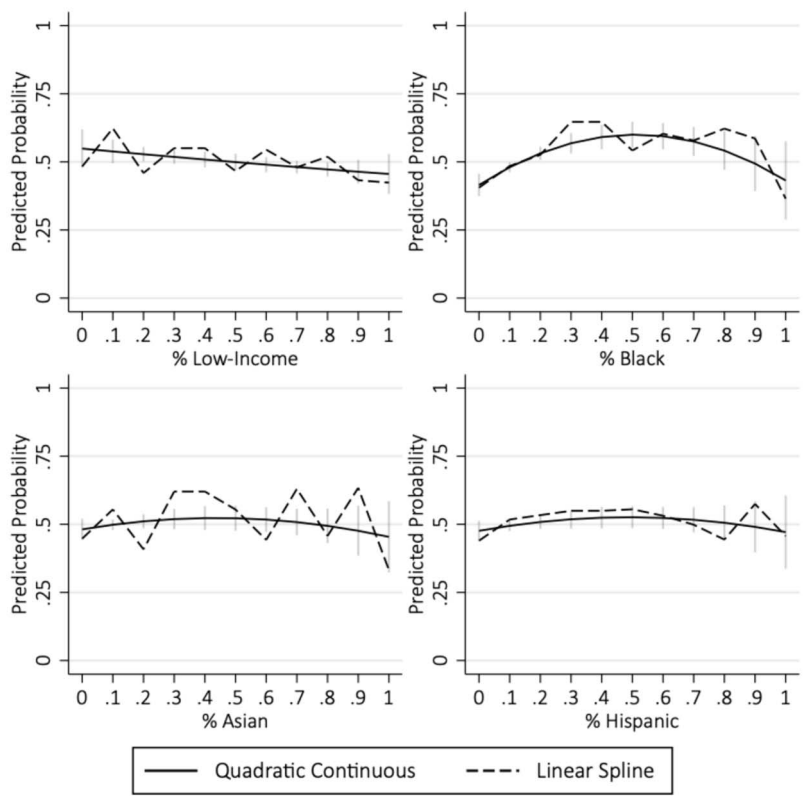 Predicted Probability
1
.75
.5
.25
0
0 .1 .2 .3 .4 .5 .6 .7 .8 .9 1
% Low-Income
Predicted Probability
1
.75
.5
.25
0
0 .1 .2 .3 .4 .5 .6 .7 .8 .9 1
% Black
Predicted Probability
1
.75
.5
.25
0
0 .1 .2 .3 .4 .5 .6 .7 .8 .9 1
% Asian
Predicted Probability
1
.75
.5
.25
0
0 .1 .2 .3 .4 .5 .6 .7 .8 .9 1
% Hispanic
Quadratic Continuous
Linear Spline